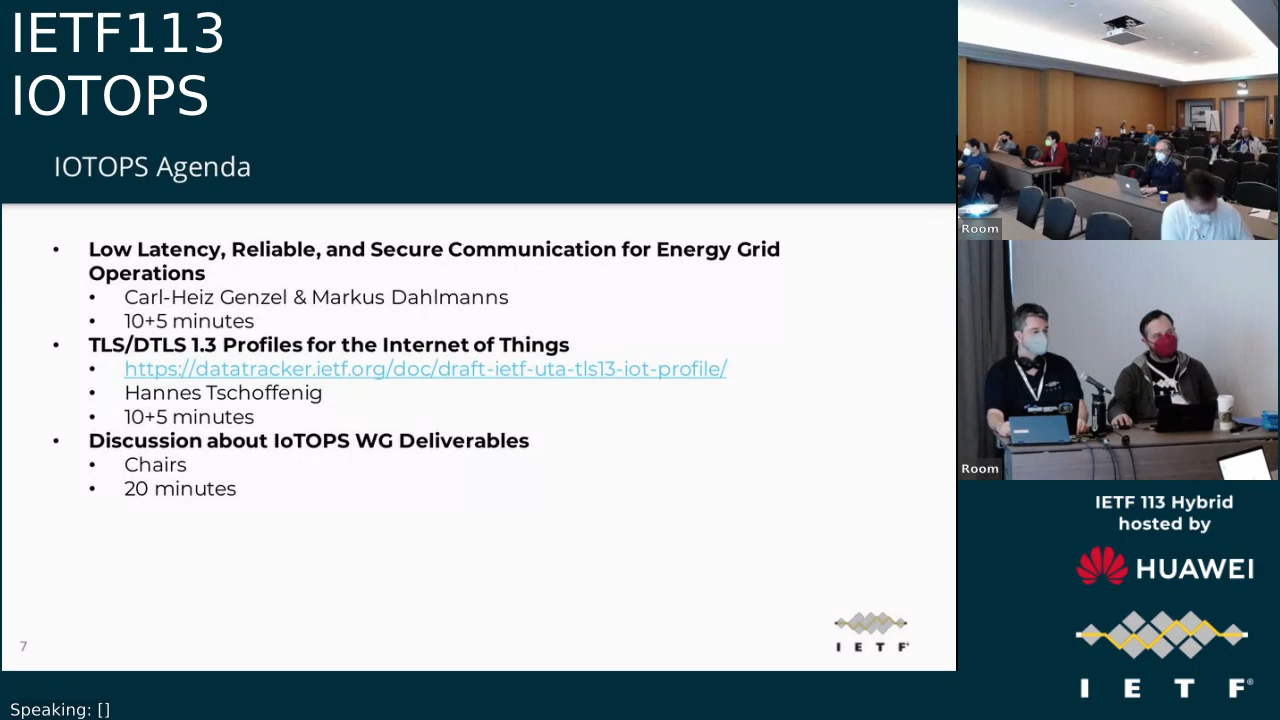 IETF113
IOTOPS
IOTOPS Agenda
• Low Latency, Reliable, and Secure Communication for Energy Grid
Operations
• Carl-Heiz Genzel & Markus Dahlmanns
• 10+5 minutes
• TLS/DTLS 1.3 Profiles for the Internet of Things
• https://datatracker.ietf.org/doc/draft-ietf-uta-tls13-iot-profile/
• Hannes Tschoffenig
• 10+5 minutes
• Discussion about IoTOPS WG Deliverables
• Chairs
• 20 minutes
7
I E T F®
Room
Room
IETF 113 Hybrid
hosted by
HUAWEI
I E T F®
Speaking: []